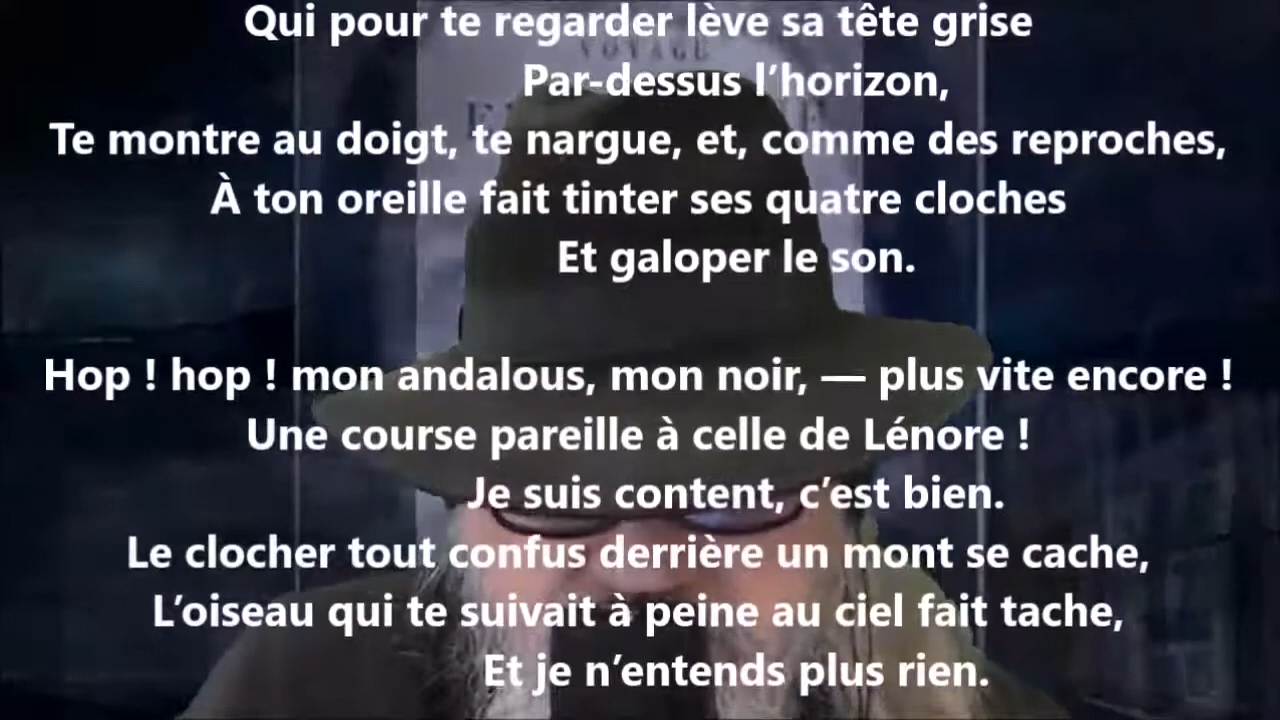 Qui pour te regarder lève sa tête grise
VOYAGE
Par-dessus l’horizon,
Te montre au doigt, te nargue, et, comme des reproches,
À ton oreille fait tinter ses quatre cloches
Et galoper le son.
Hop ! hop ! mon andalous, mon noir, — plus vite encore !
Une course pareille à celle de Lénore !
Je suis content, c’est bien.
Le clocher tout confus derrière un mont se cache,
L’oiseau qui te suivait à peine au ciel fait tache,
Et je n’entends plus rien.